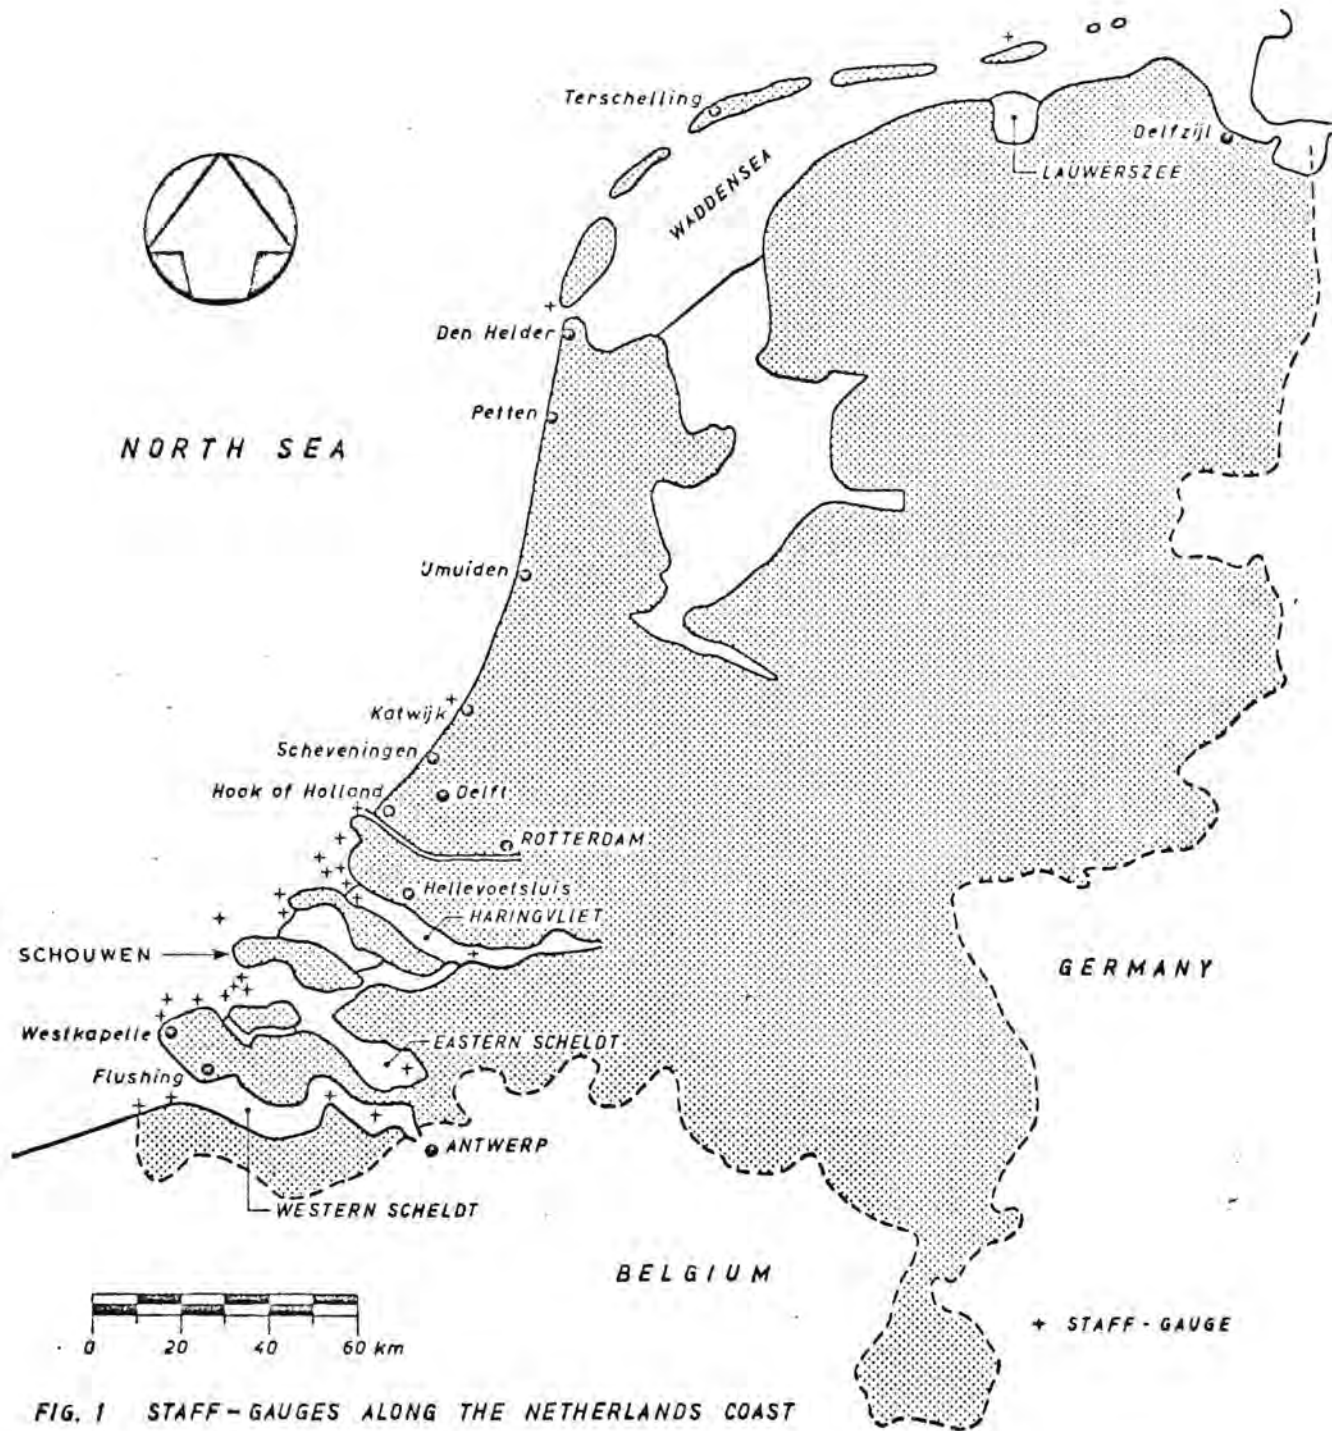 Terschelling
Delfzijl
LAUWERSZEE
WADDENSEA
Den Helder
Petten
NORTH SEA
IJmuiden
Katwijk
Scheveningen
Hook of Holland
Delft
ROTTERDAM
Hellevoetsluis
HARINGVLIET
SCHOUWEN
GERMANY
Westkapelle
EASTERN SCHELDT
Flushing
ANTWERP
WESTERN SCHELDT
BELGIUM
+ STAFF-GAUGE
0 20 40 60 km
FIG. 1 STAFF-GAUGES ALONG THE NETHERLANDS COAST